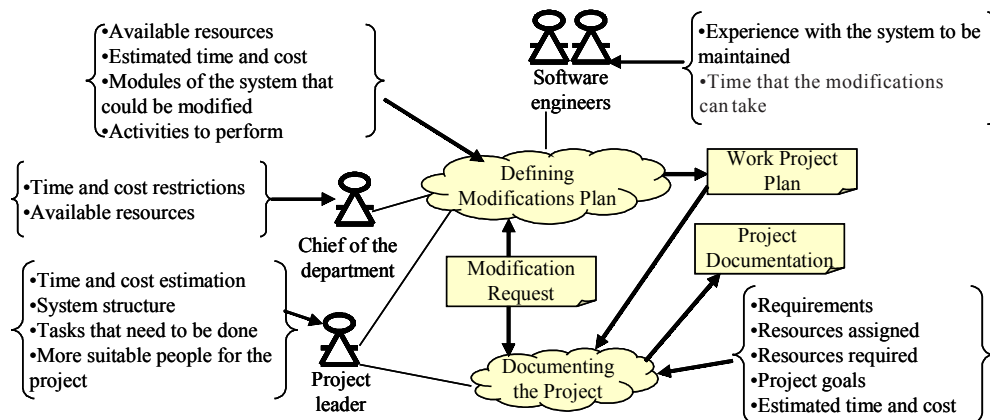 •Available resources
•Estimated time and cost
•Modules of the system that
could be modified
•Activities to perform
Software
engineers
•Experience with the system to be
maintained
•Time that the modifications
can take
Defining
Modifications Plan
Work Project
Plan
•Time and cost restrictions
•Available resources
Chief of the
department
Project
Documentation
Modification
Request
•Time and cost estimation
•System structure
•Tasks that need to be done
•More suitable people for the
project
Project
leader
Documenting
the Project
•Requirements
•Resources assigned
•Resources required
•Project goals
•Estimated time and cost